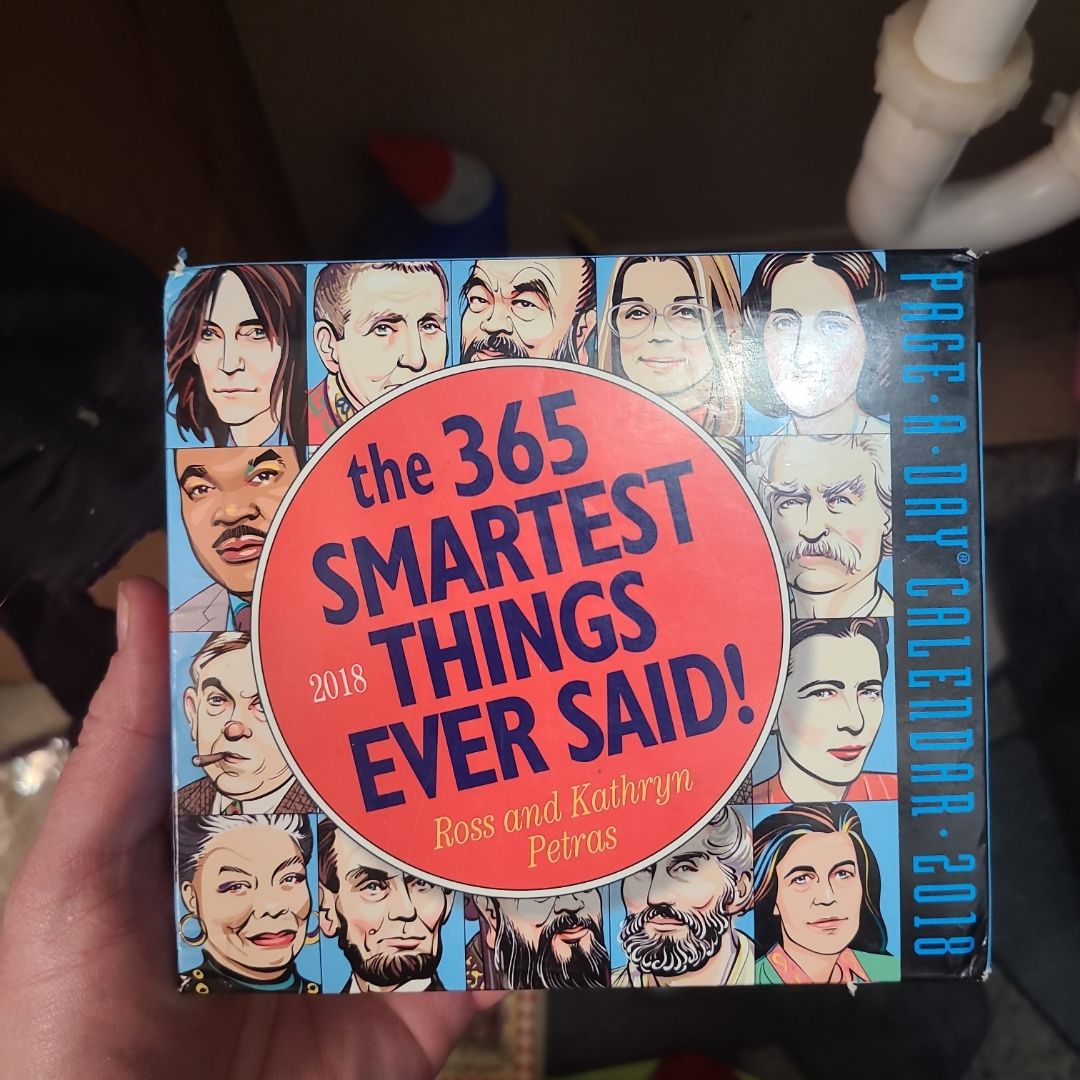 the 365
SMARTEST
THINGS
2018
EVER SAID!
Ross and Kathryn
Petras
PAGE·A·DAY® CALENDAR·2018